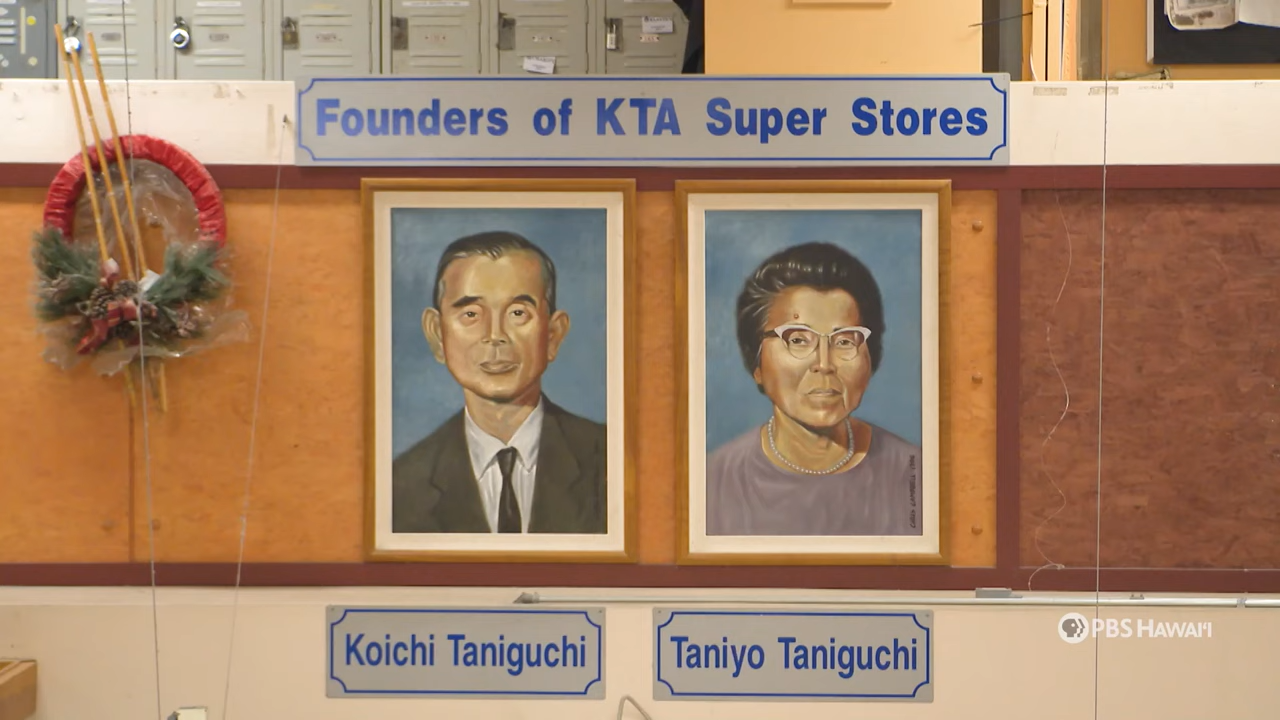 Founders of KTA Super Stores
Koichi Taniguchi
Taniyo Taniguchi
PBS HAWAI'I